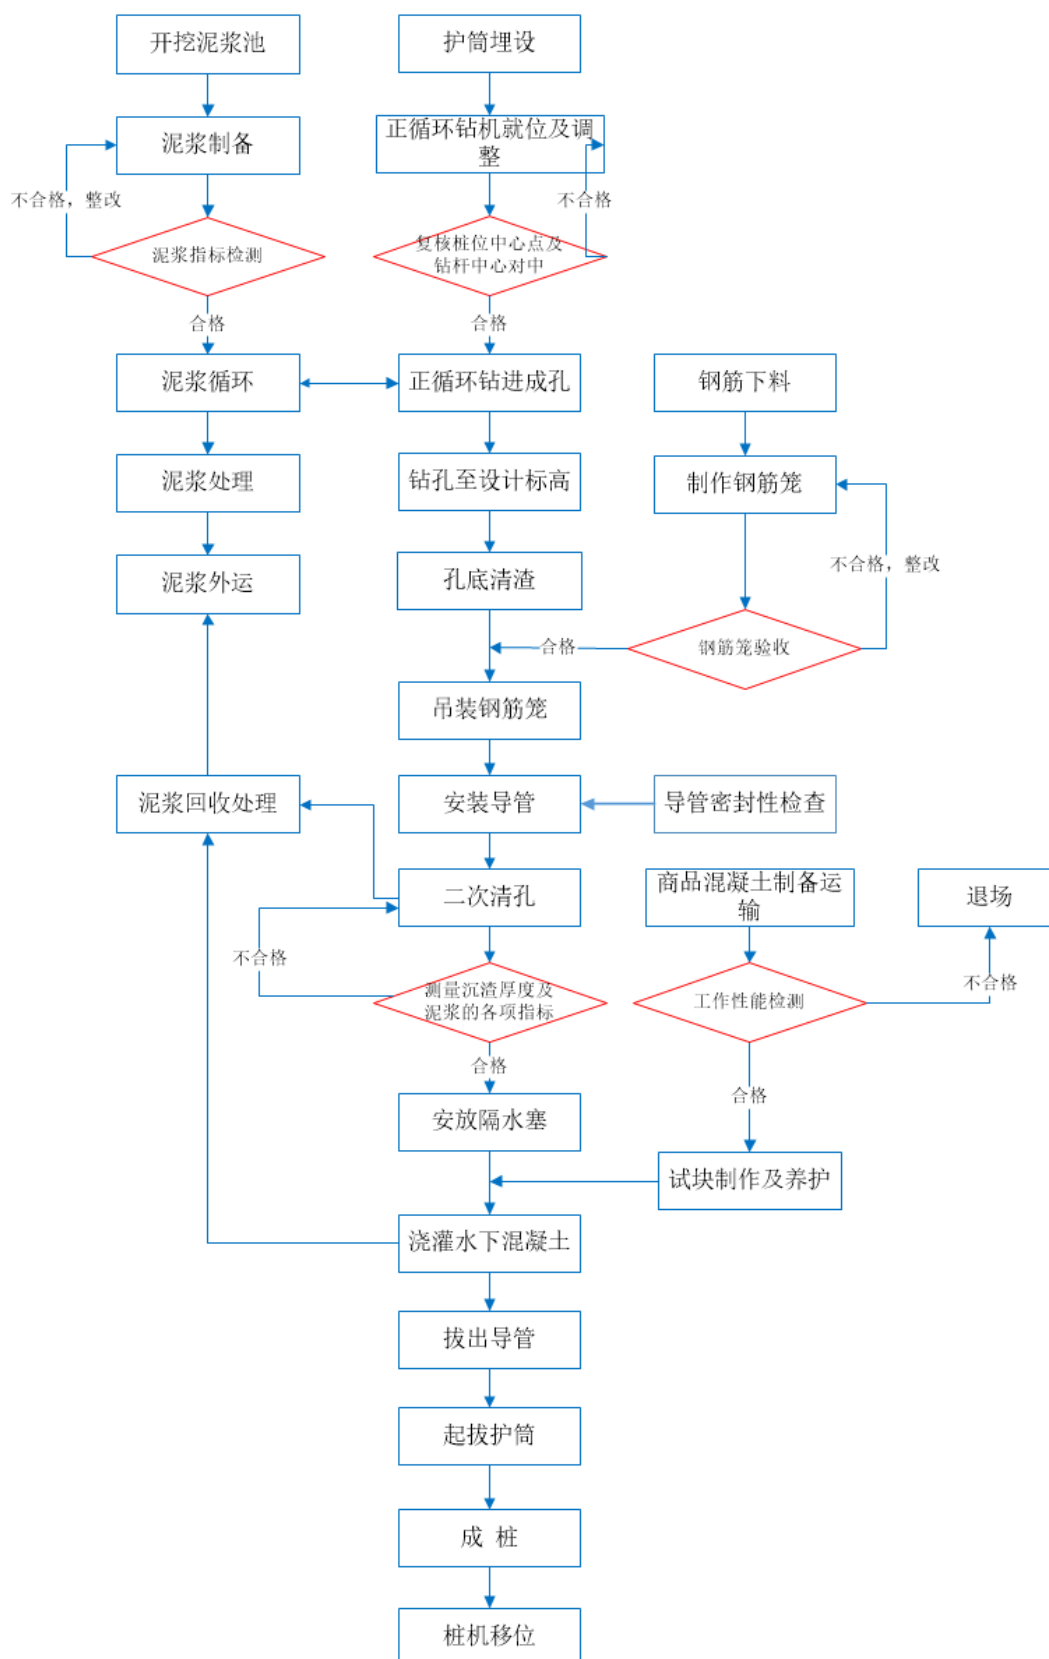 开挖泥浆池
护筒埋设
泥浆制备
正循环钻机就位及调
整
不合格，整改
不合格
泥浆指标检测
复核桩位中心点及
钻杆中心对中
合格
合格
泥浆循环
正循环钻进成孔
钢筋下料
泥浆处理
钻孔至设计标高
制作钢筋笼
泥浆外运
孔底清渣
不合格，整改
合格
钢筋笼验收
吊装钢筋笼
泥浆回收处理
安装导管
导管密封性检查
二次清孔
商品混凝土制备运
输
退场
不合格
测量沉渣厚度及
泥浆的各项指标
工作性能检测
不合格
合格
合格
安放隔水塞
试块制作及养护
浇灌水下混凝土
拔出导管
起拔护筒
成 桩
桩机移位